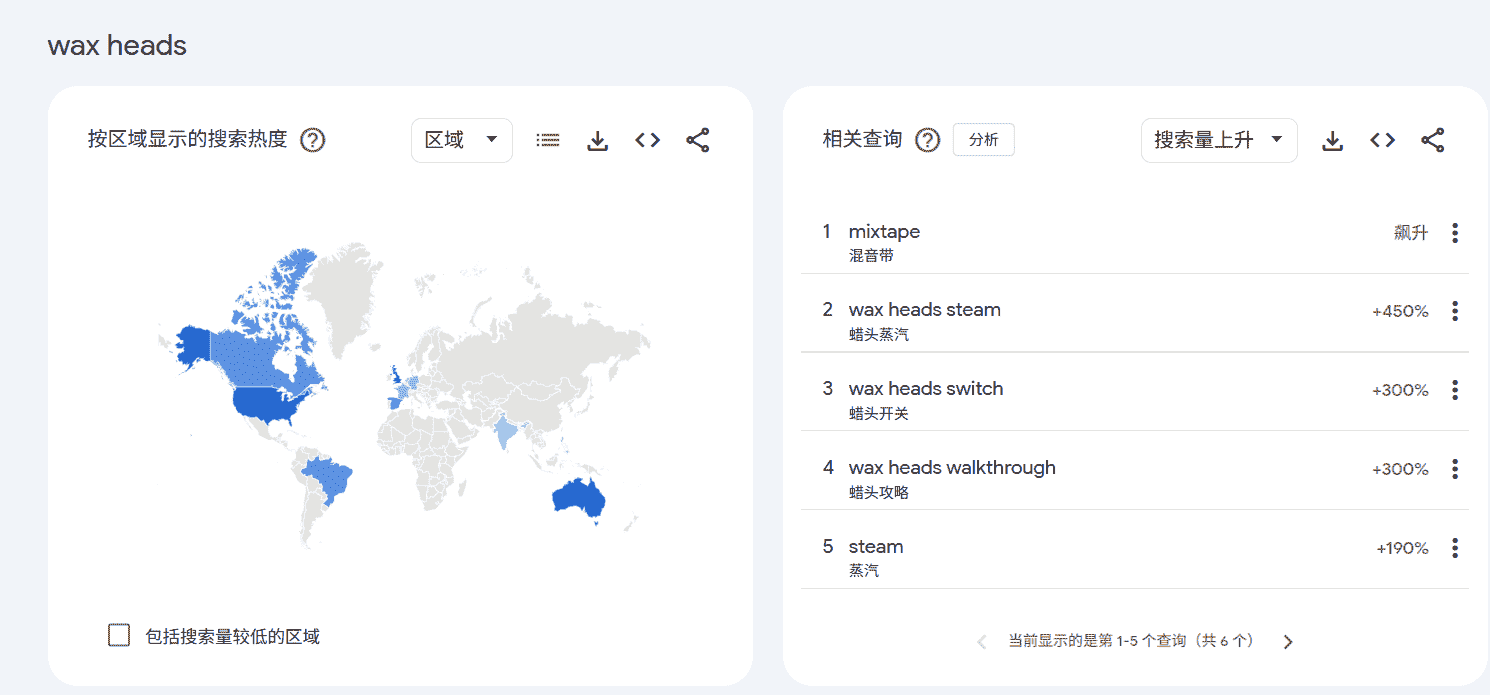 wax heads
按区域显示的搜索热度
区域
相关查询
分析
搜索量上升
1 mixtape 飙升
混音带
2 wax heads steam +450%
蜡头蒸汽
3 wax heads switch +300%
蜡头开关
4 wax heads walkthrough +300%
蜡头攻略
5 steam +190%
蒸汽
包括搜索量较低的区域
当前显示的是第 1-5 个查询（共 6 个）